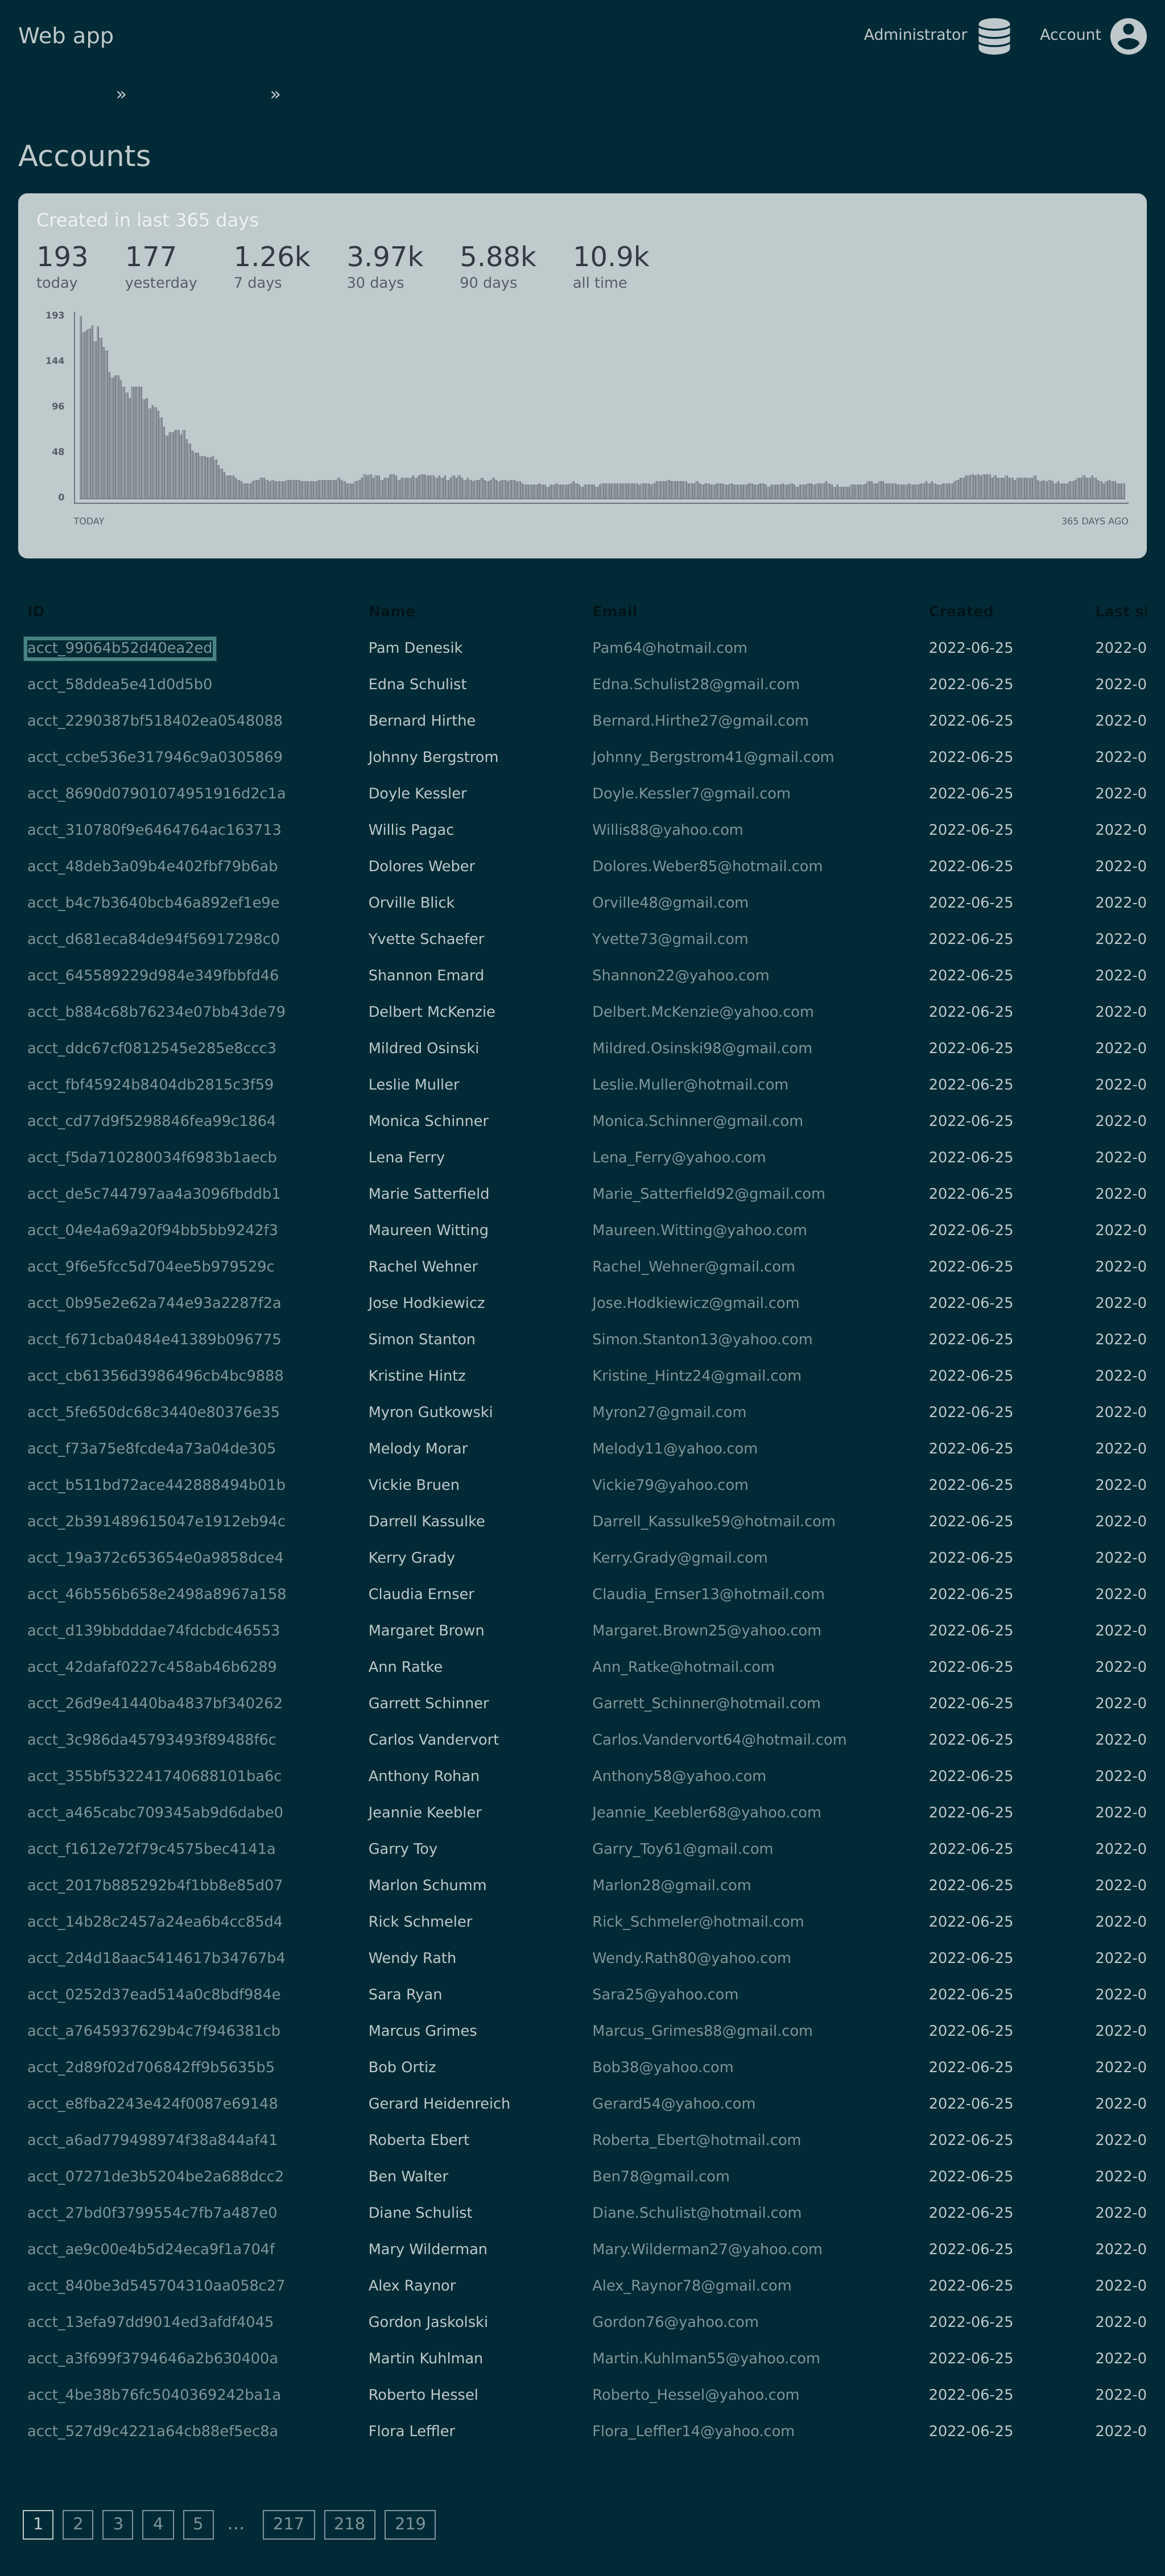 Web app
Administrator
Account
»
»
Accounts
Created in last 365 days
193 177 1.26k 3.97k 5.88k 10.9k
today yesterday 7 days 30 days 90 days all time
193
144
96
48
0
TODAY 365 DAYS AGO
ID Name Email Created Last si
acct_99064b52d40ea2ed Pam Denesik Pam64@hotmail.com 2022-06-25 2022-0
acct_58ddea5e41d0d5b0 Edna Schulist Edna.Schulist28@gmail.com 2022-06-25 2022-0
acct_2290387bf518402ea0548088 Bernard Hirthe Bernard.Hirthe27@gmail.com 2022-06-25 2022-0
acct_ccbe536e317946c9a0305869 Johnny Bergstrom Johnny_Bergstrom41@gmail.com 2022-06-25 2022-0
acct_8690d07901074951916d2c1a Doyle Kessler Doyle.Kessler7@gmail.com 2022-06-25 2022-0
acct_310780f9e6464764ac163713 Willis Pagac Willis88@yahoo.com 2022-06-25 2022-0
acct_48deb3a09b4e402fbf79b6ab Dolores Weber Dolores.Weber85@hotmail.com 2022-06-25 2022-0
acct_b4c7b3640bcb46a892ef1e9e Orville Blick Orville48@gmail.com 2022-06-25 2022-0
acct_d681eca84de94f56917298c0 Yvette Schaefer Yvette73@gmail.com 2022-06-25 2022-0
acct_645589229d984e349fbbfd46 Shannon Emard Shannon22@yahoo.com 2022-06-25 2022-0
acct_b884c68b76234e07bb43de79 Delbert McKenzie Delbert.McKenzie@yahoo.com 2022-06-25 2022-0
acct_ddc67cf0812545e285e8ccc3 Mildred Osinski Mildred.Osinski98@gmail.com 2022-06-25 2022-0
acct_fbf45924b8404db2815c3f59 Leslie Muller Leslie.Muller@hotmail.com 2022-06-25 2022-0
acct_cd77d9f5298846fea99c1864 Monica Schinner Monica.Schinner@gmail.com 2022-06-25 2022-0
acct_f5da710280034f6983b1aecb Lena Ferry Lena_Ferry@yahoo.com 2022-06-25 2022-0
acct_de5c744797aa4a3096fbddb1 Marie Satterfield Marie_Satterfield92@gmail.com 2022-06-25 2022-0
acct_04e4a69a20f94bb5bb9242f3 Maureen Witting Maureen.Witting@yahoo.com 2022-06-25 2022-0
acct_9f6e5fcc5d704ee5b979529c Rachel Wehner Rachel_Wehner@gmail.com 2022-06-25 2022-0
acct_0b95e2e62a744e93a2287f2a Jose Hodkiewicz Jose.Hodkiewicz@gmail.com 2022-06-25 2022-0
acct_f671cba0484e41389b096775 Simon Stanton Simon.Stanton13@yahoo.com 2022-06-25 2022-0
acct_cb61356d3986496cb4bc9888 Kristine Hintz Kristine_Hintz24@gmail.com 2022-06-25 2022-0
acct_5fe650dc68c3440e80376e35 Myron Gutkowski Myron27@gmail.com 2022-06-25 2022-0
acct_f73a75e8fcde4a73a04de305 Melody Morar Melody11@yahoo.com 2022-06-25 2022-0
acct_b511bd72ace442888494b01b Vickie Bruen Vickie79@yahoo.com 2022-06-25 2022-0
acct_2b391489615047e1912eb94c Darrell Kassulke Darrell_Kassulke59@hotmail.com 2022-06-25 2022-0
acct_19a372c653654e0a9858dce4 Kerry Grady Kerry.Grady@gmail.com 2022-06-25 2022-0
acct_46b556b658e2498a8967a158 Claudia Ernser Claudia_Ernser13@hotmail.com 2022-06-25 2022-0
acct_d139bbdddae74fdcbdc46553 Margaret Brown Margaret.Brown25@yahoo.com 2022-06-25 2022-0
acct_42dafaf0227c458ab46b6289 Ann Ratke Ann_Ratke@hotmail.com 2022-06-25 2022-0
acct_26d9e41440ba4837bf340262 Garrett Schinner Garrett_Schinner@hotmail.com 2022-06-25 2022-0
acct_3c986da45793493f89488f6c Carlos Vandervort Carlos.Vandervort64@hotmail.com 2022-06-25 2022-0
acct_355bf532241740688101ba6c Anthony Rohan Anthony58@yahoo.com 2022-06-25 2022-0
acct_a465cabc709345ab9d6dabe0 Jeannie Keebler Jeannie_Keebler68@yahoo.com 2022-06-25 2022-0
acct_f1612e72f79c4575bec4141a Garry Toy Garry_Toy61@gmail.com 2022-06-25 2022-0
acct_2017b885292b4f1bb8e85d07 Marlon Schumm Marlon28@gmail.com 2022-06-25 2022-0
acct_14b28c2457a24ea6b4cc85d4 Rick Schmeler Rick_Schmeler@hotmail.com 2022-06-25 2022-0
acct_2d4d18aac5414617b34767b4 Wendy Rath Wendy.Rath80@yahoo.com 2022-06-25 2022-0
acct_0252d37ead514a0c8bdf984e Sara Ryan Sara25@yahoo.com 2022-06-25 2022-0
acct_a7645937629b4c7f946381cb Marcus Grimes Marcus_Grimes88@gmail.com 2022-06-25 2022-0
acct_2d89f02d706842ff9b5635b5 Bob Ortiz Bob38@yahoo.com 2022-06-25 2022-0
acct_e8fba2243e424f0087e69148 Gerard Heidenreich Gerard54@yahoo.com 2022-06-25 2022-0
acct_a6ad779498974f38a844af41 Roberta Ebert Roberta_Ebert@hotmail.com 2022-06-25 2022-0
acct_07271de3b5204be2a688dcc2 Ben Walter Ben78@gmail.com 2022-06-25 2022-0
acct_27bd0f3799554c7fb7a487e0 Diane Schulist Diane.Schulist@hotmail.com 2022-06-25 2022-0
acct_ae9c00e4b5d24eca9f1a704f Mary Wilderman Mary.Wilderman27@yahoo.com 2022-06-25 2022-0
acct_840be3d545704310aa058c27 Alex Raynor Alex_Raynor78@gmail.com 2022-06-25 2022-0
acct_13efa97dd9014ed3afdf4045 Gordon Jaskolski Gordon76@yahoo.com 2022-06-25 2022-0
acct_a3f699f3794646a2b630400a Martin Kuhlman Martin.Kuhlman55@yahoo.com 2022-06-25 2022-0
acct_4be38b76fc5040369242ba1a Roberto Hessel Roberto_Hessel@yahoo.com 2022-06-25 2022-0
acct_527d9c4221a64cb88ef5ec8a Flora Leffler Flora_Leffler14@yahoo.com 2022-06-25 2022-0
1 2 3 4 5 ... 217 218 219